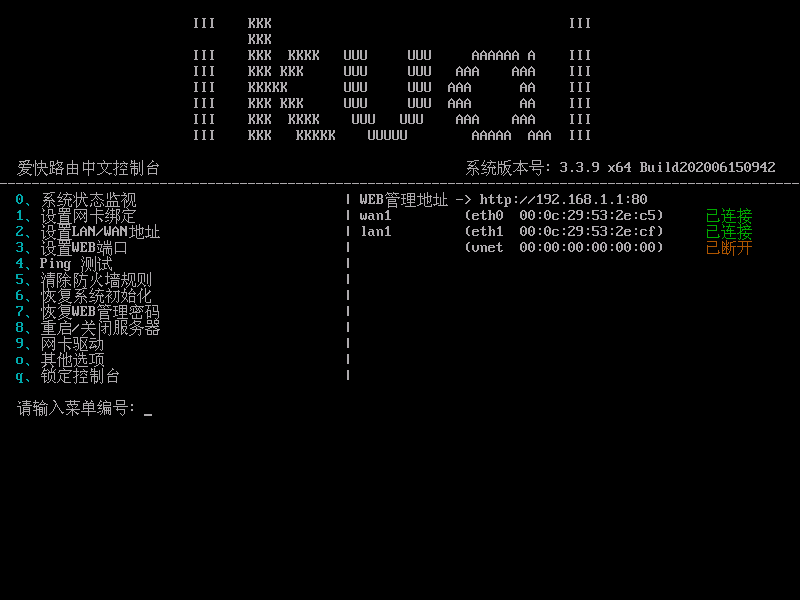 III    KKK                                     III
       KKK
III    KKK  KKKK   UUU     UUU     AAAAAA A    III
III    KKK KKK     UUU     UUU   AAA    AAA    III
III    KKKKK       UUU     UUU  AAA      AA    III
III    KKK KKK     UUU     UUU  AAA      AA    III
III    KKK  KKKK    UUU   UUU    AAA    AAA    III
III    KKK   KKKKK    UUUUU        AAAAA  AAA  III
爱快路由中文控制台 系统版本号: 3.3.9 x64 Build202006150942
0、系统状态监视 | WEB管理地址 -> http://192.168.1.1:80
1、设置网卡绑定 | wan1 (eth0 00:0c:29:53:2e:c5) 已连接
2、设置LAN/WAN地址 | lan1 (eth1 00:0c:29:53:2e:cf) 已连接
3、设置WEB端口 | (vnet 00:00:00:00:00:00) 已断开
4、Ping 测试 |
5、清除防火墙规则 |
6、恢复系统初始化 |
7、恢复WEB管理密码 |
8、重启/关闭服务器 |
9、网卡驱动 |
o、其他选项 |
q、锁定控制台 |
请输入菜单编号: _